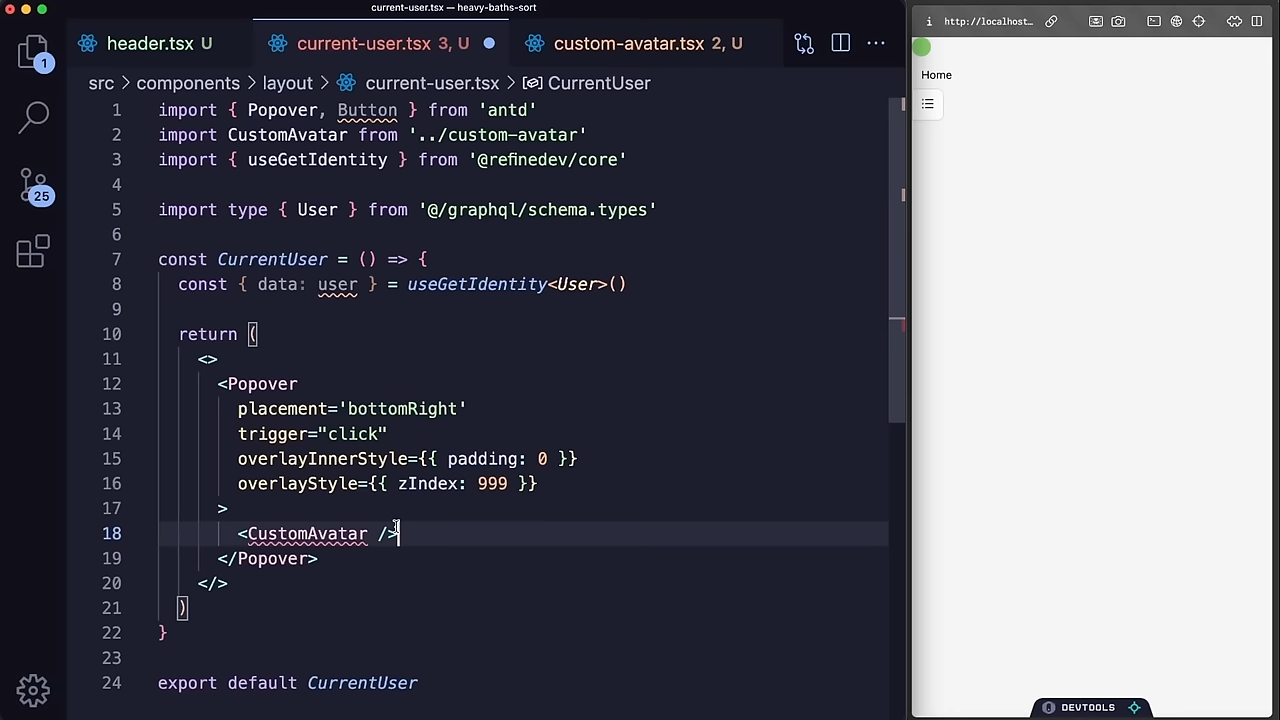 current-user.tsx — heavy-baths-sort
header.tsx U
current-user.tsx 3, U
custom-avatar.tsx 2, U
http://localhost...
src > components > layout > current-user.tsx > CurrentUser
Home
1
25
1 import { Popover, Button } from 'antd'
2 import CustomAvatar from '../custom-avatar'
3 import { useGetIdentity } from '@refinedev/core'
4
5 import type { User } from '@/graphql/schema.types'
6
7 const CurrentUser = () => {
8 const { data: user } = useGetIdentity<User>()
9
10 return (
11 <>
12 <Popover
13 placement='bottomRight'
14 trigger="click"
15 overlayInnerStyle={{ padding: 0 }}
16 overlayStyle={{ zIndex: 999 }}
17 >
18 <CustomAvatar />
19 </Popover>
20 </>
21 )
22 }
23
24 export default CurrentUser
DEVTOOLS